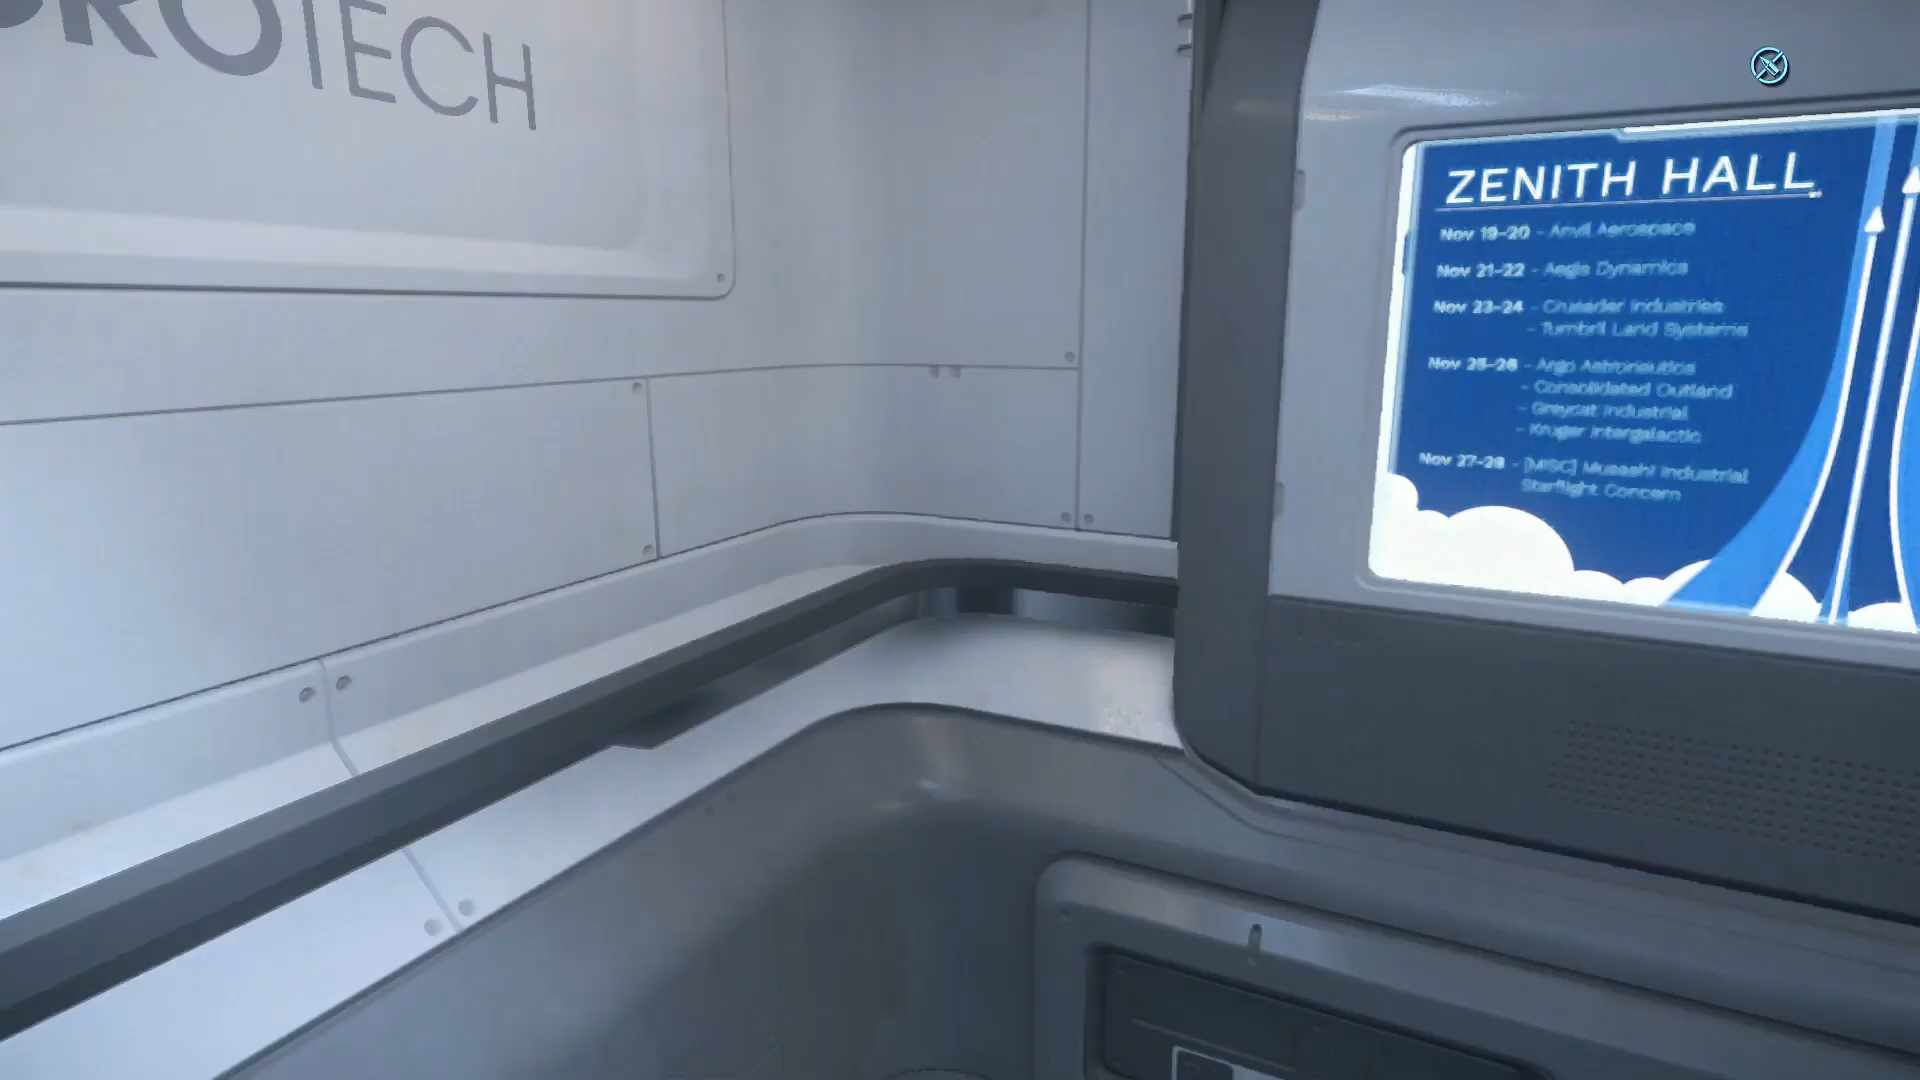 ROTECH
ZENITH HALL
Nov 19-20 - Anvil Aerospace
Nov 21-22 - Aegis Dynamics
Nov 23-24 - Crusader Industries
- Tumbril Land Systems
Nov 25-26 - Argo Astronautics
- Consolidated Outland
- Greycat Industrial
- Kruger Intergalactic
Nov 27-28 - [MISC] Musashi Industrial
Starflight Concern